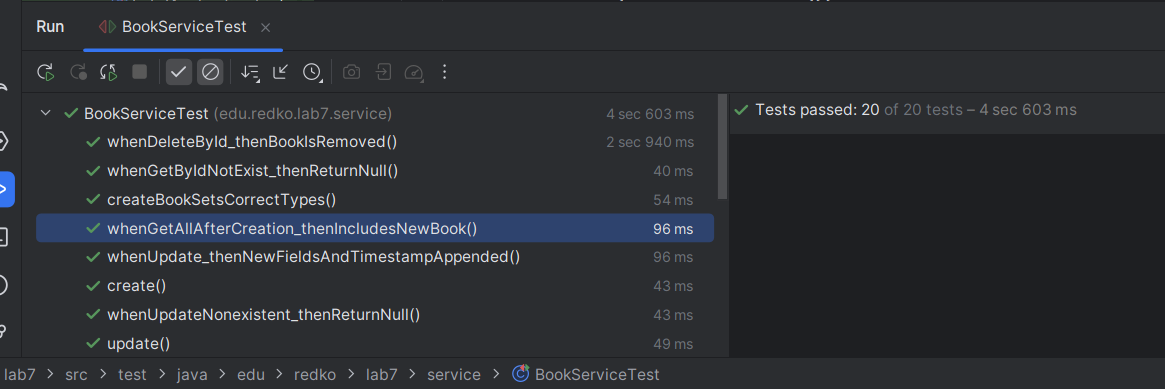 Run BookServiceTest
BookServiceTest (edu.redko.lab7.service) 4 sec 603 ms
Tests passed: 20 of 20 tests – 4 sec 603 ms
whenDeleteById_thenBookIsRemoved() 2 sec 940 ms
whenGetByIdNotExist_thenReturnNull() 40 ms
createBookSetsCorrectTypes() 54 ms
whenGetAllAfterCreation_thenIncludesNewBook() 96 ms
whenUpdate_thenNewFieldsAndTimestampAppended() 96 ms
create() 43 ms
whenUpdateNonexistent_thenReturnNull() 43 ms
update() 49 ms
lab7 > src > test > java > edu > redko > lab7 > service > BookServiceTest